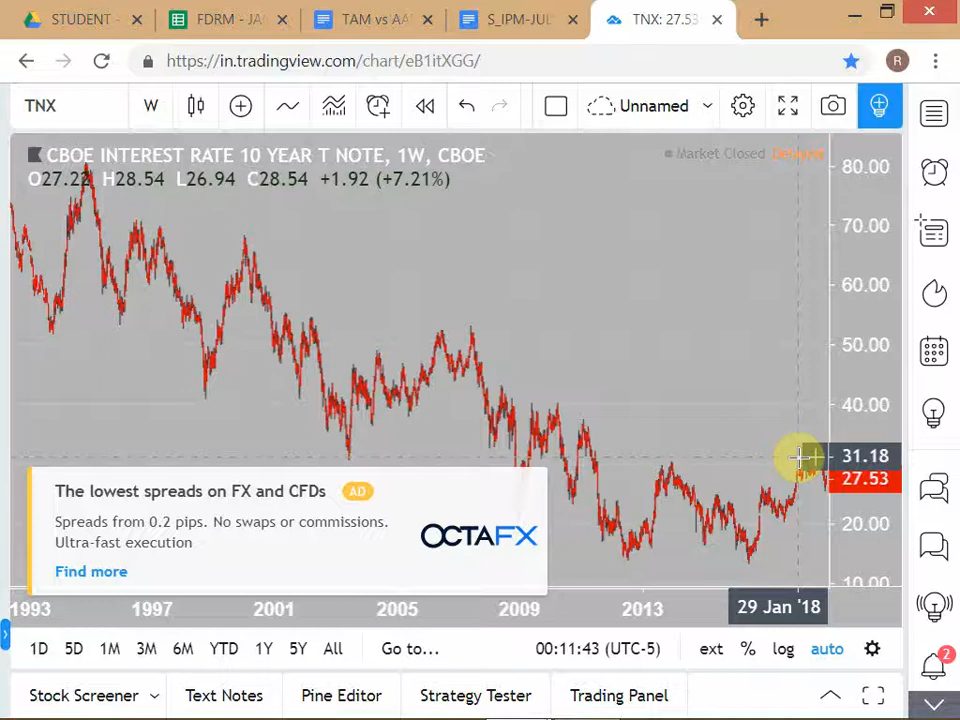 STUDENT -
FDRM - JA
TAM vs AA
S_IPM-JUL
TNX: 27.53
https://in.tradingview.com/chart/eB1itXGG/
R
TNX
W
Unnamed
CBOE INTEREST RATE 10 YEAR T NOTE, 1W, CBOE
Market Closed Delayed
O27.22 H28.54 L26.94 C28.54 +1.92 (+7.21%)
80.00
70.00
60.00
50.00
40.00
31.18
27.53
20.00
10.00
The lowest spreads on FX and CFDs AD
Spreads from 0.2 pips. No swaps or commissions.
Ultra-fast execution
OCTAFX
Find more
1993 1997 2001 2005 2009 2013 29 Jan '18
1D 5D 1M 3M 6M YTD 1Y 5Y All Go to... 00:11:43 (UTC-5) ext % log auto
2
Stock Screener Text Notes Pine Editor Strategy Tester Trading Panel